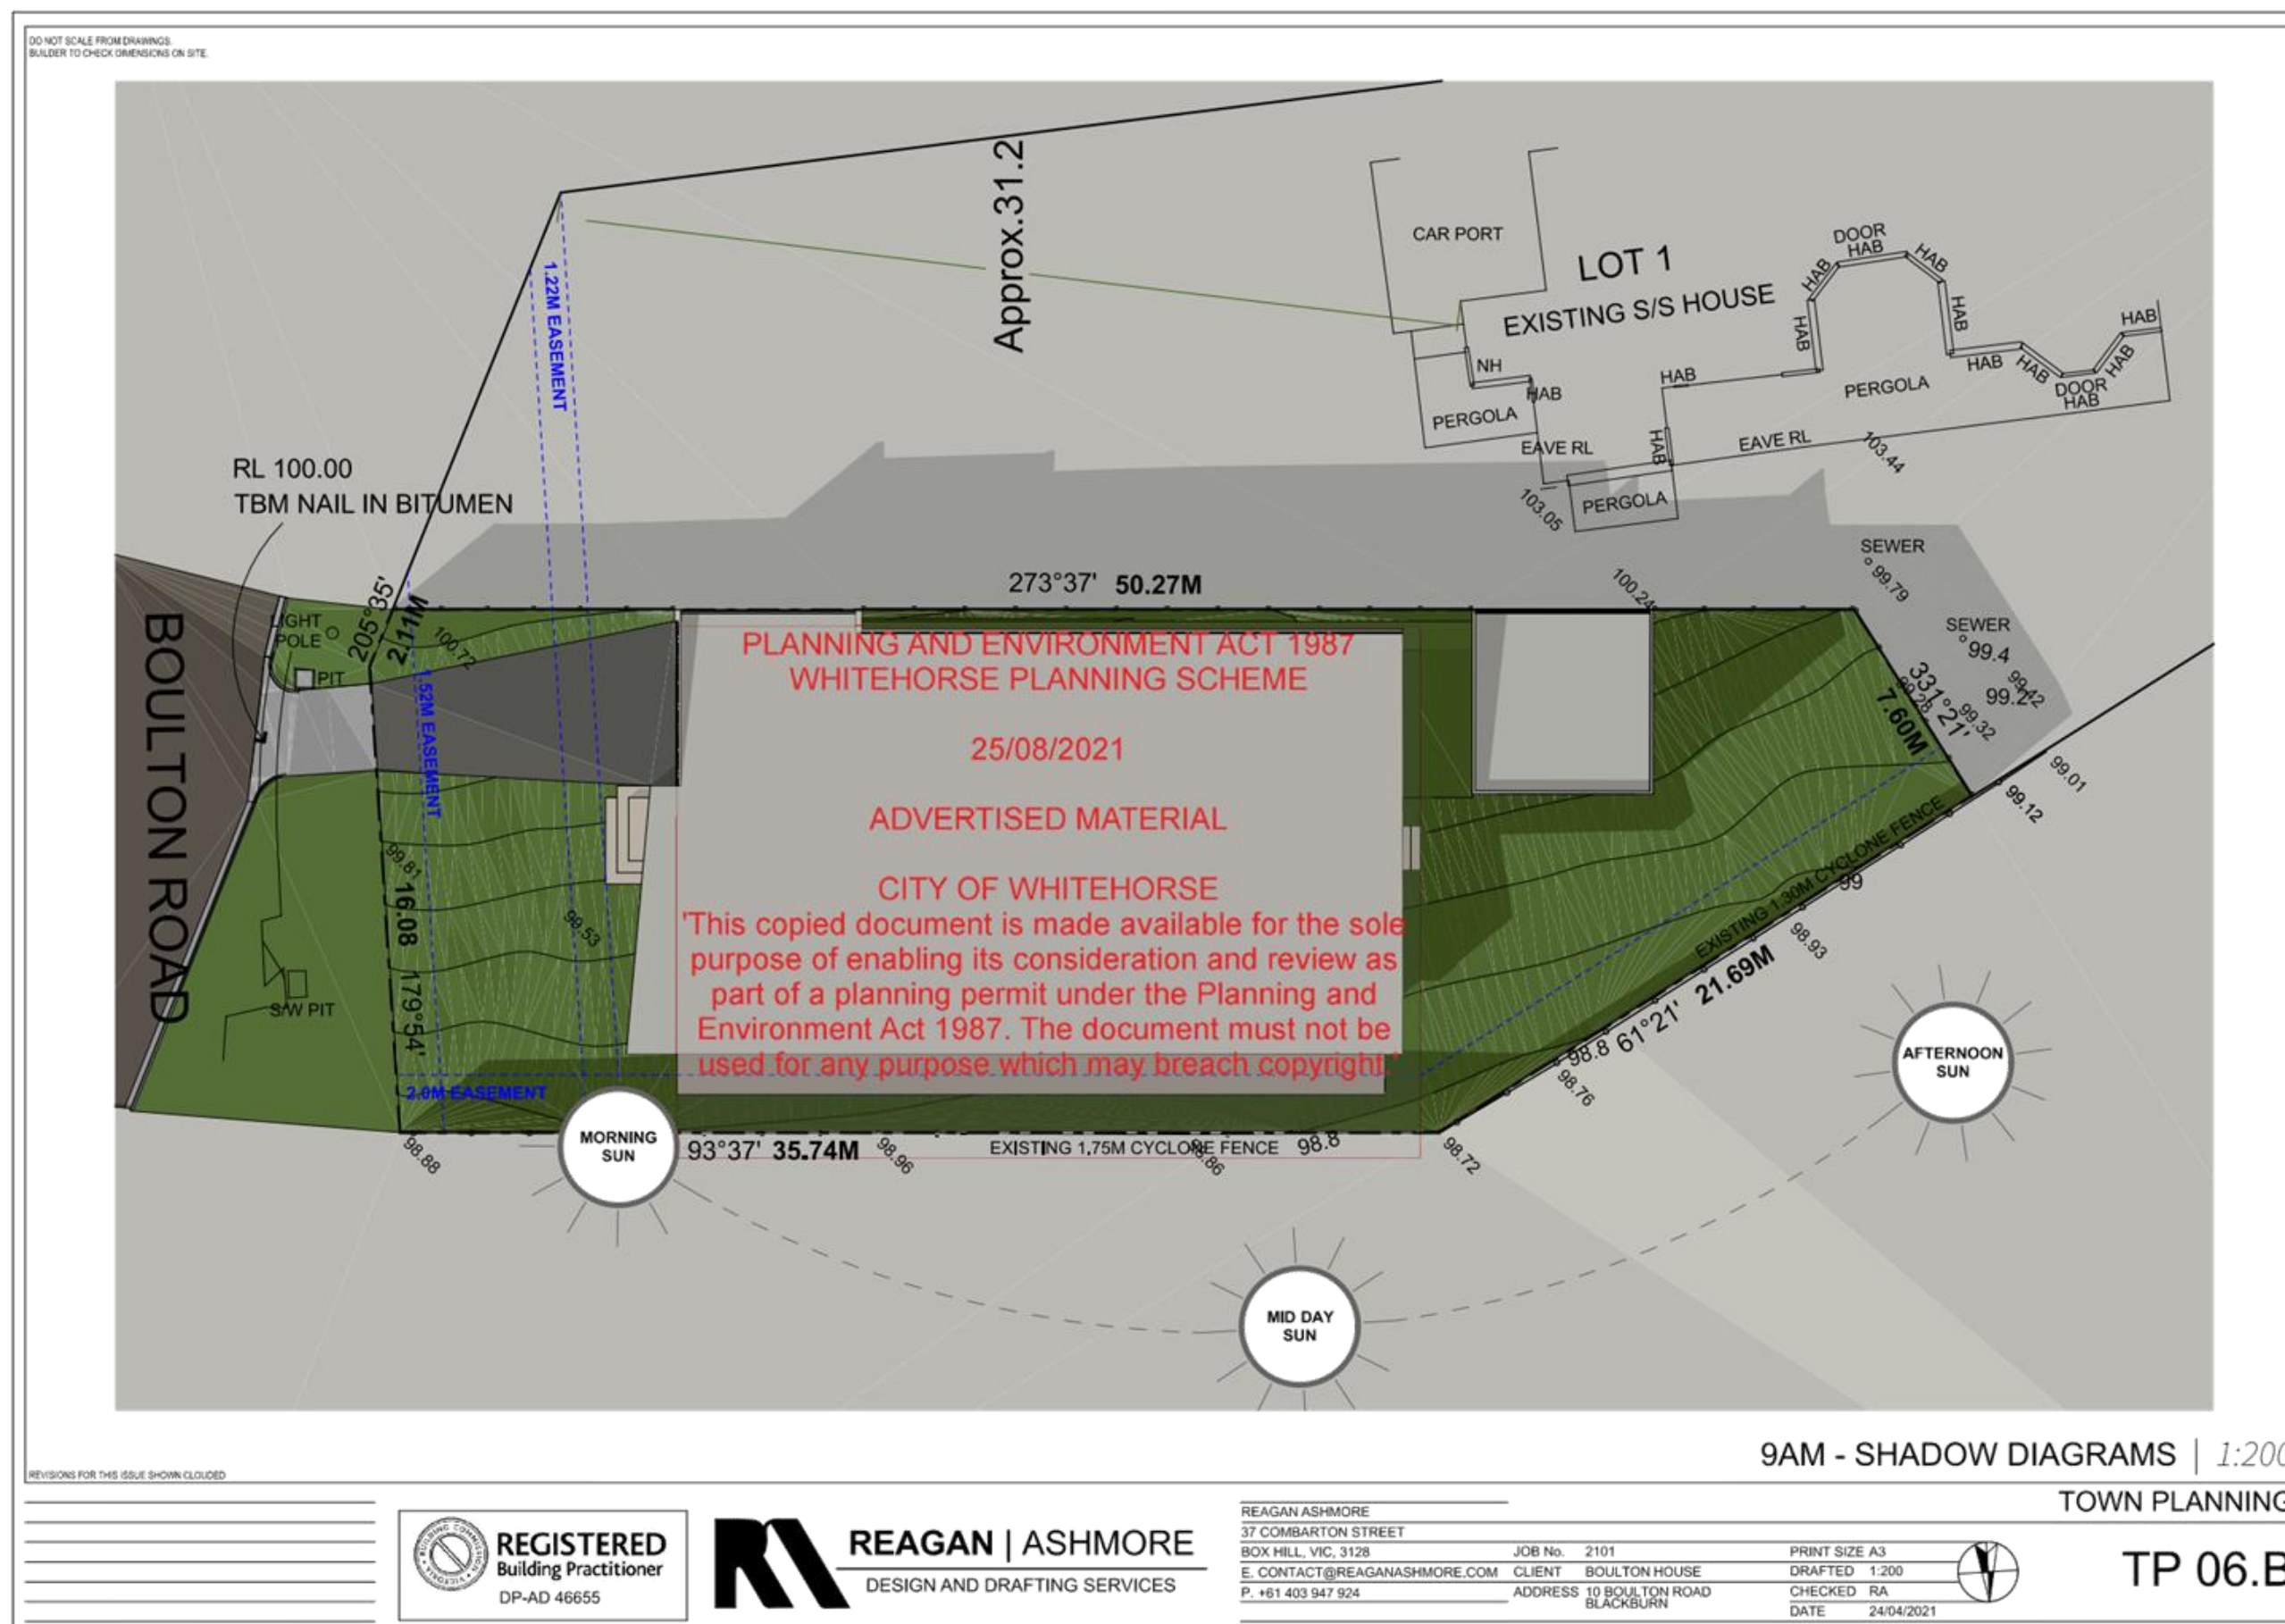 DO NOT SCALE FROM DRAWINGS.
BUILDER TO CHECK DIMENSIONS ON SITE.
Approx.31.2
CAR PORT
LOT 1
EXISTING S/S HOUSE
DOOR
HAB
HAB
HAB
HAB
HAB
HAB
HAB
HAB
HAB
DOOR
HAB
NH
HAB
HAB
HAB
PERGOLA
PERGOLA
PERGOLA
EAVE RL
EAVE RL
103.44
103.05
1.22M EASEMENT
RL 100.00
TBM NAIL IN BITUMEN
SEWER
99.79
SEWER
99.4
99.42
99.2
99.28
99.32
331°21'
7.60M
273°37' 50.27M
100.24
205°35'
2.11M
100.72
LIGHT
POLE
PIT
1.52M EASEMENT
BOULTON ROAD
PLANNING AND ENVIRONMENT ACT 1987
WHITEHORSE PLANNING SCHEME
25/08/2021
ADVERTISED MATERIAL
CITY OF WHITEHORSE
'This copied document is made available for the sole
purpose of enabling its consideration and review as
part of a planning permit under the Planning and
Environment Act 1987. The document must not be
used for any purpose which may breach copyright.'
99.81
16.08
179°54'
99.53
S/W PIT
2.0M EASEMENT
99.01
99.12
EXISTING 1.30M CYCLONE FENCE
99
98.93
61°21' 21.69M
98.8
98.76
AFTERNOON
SUN
MORNING
SUN
98.88
93°37' 35.74M
98.96
EXISTING 1.75M CYCLONE FENCE
98.86
98.8
98.72
MID DAY
SUN
9AM - SHADOW DIAGRAMS | 1:200
REVISIONS FOR THIS ISSUE SHOWN CLOUDED
TOWN PLANNING
TP 06.B
BUILDING COMMISSION
VICTORIA
REGISTERED
Building Practitioner
DP-AD 46655
REAGAN | ASHMORE
DESIGN AND DRAFTING SERVICES
REAGAN ASHMORE
37 COMBARTON STREET
BOX HILL, VIC, 3128
E. CONTACT@REAGANASHMORE.COM
P. +61 403 947 924
JOB No. 2101
CLIENT BOULTON HOUSE
ADDRESS 10 BOULTON ROAD
BLACKBURN
PRINT SIZE A3
DRAFTED 1:200
CHECKED RA
DATE 24/04/2021